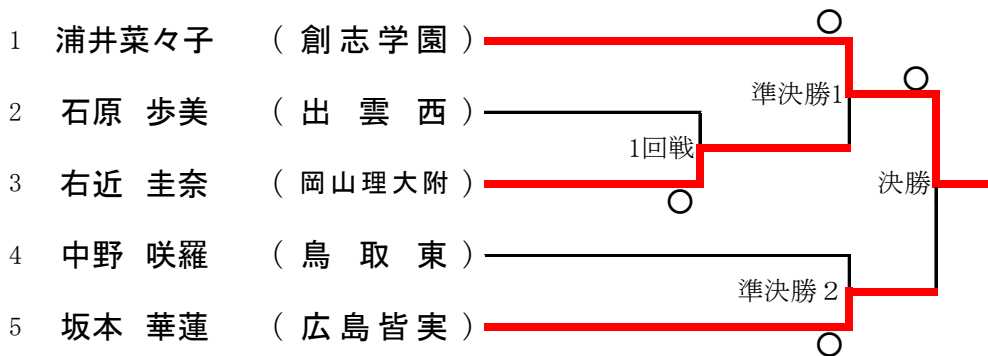 1 浦井菜々子 ( 創志学園 )
準決勝1
2 石原 歩美 ( 出 雲 西 )
1回戦
3 右近 圭奈 ( 岡山理大附 )
決勝
4 中野 咲羅 ( 鳥 取 東 )
準決勝２
5 坂本 華蓮 ( 広島皆実 )